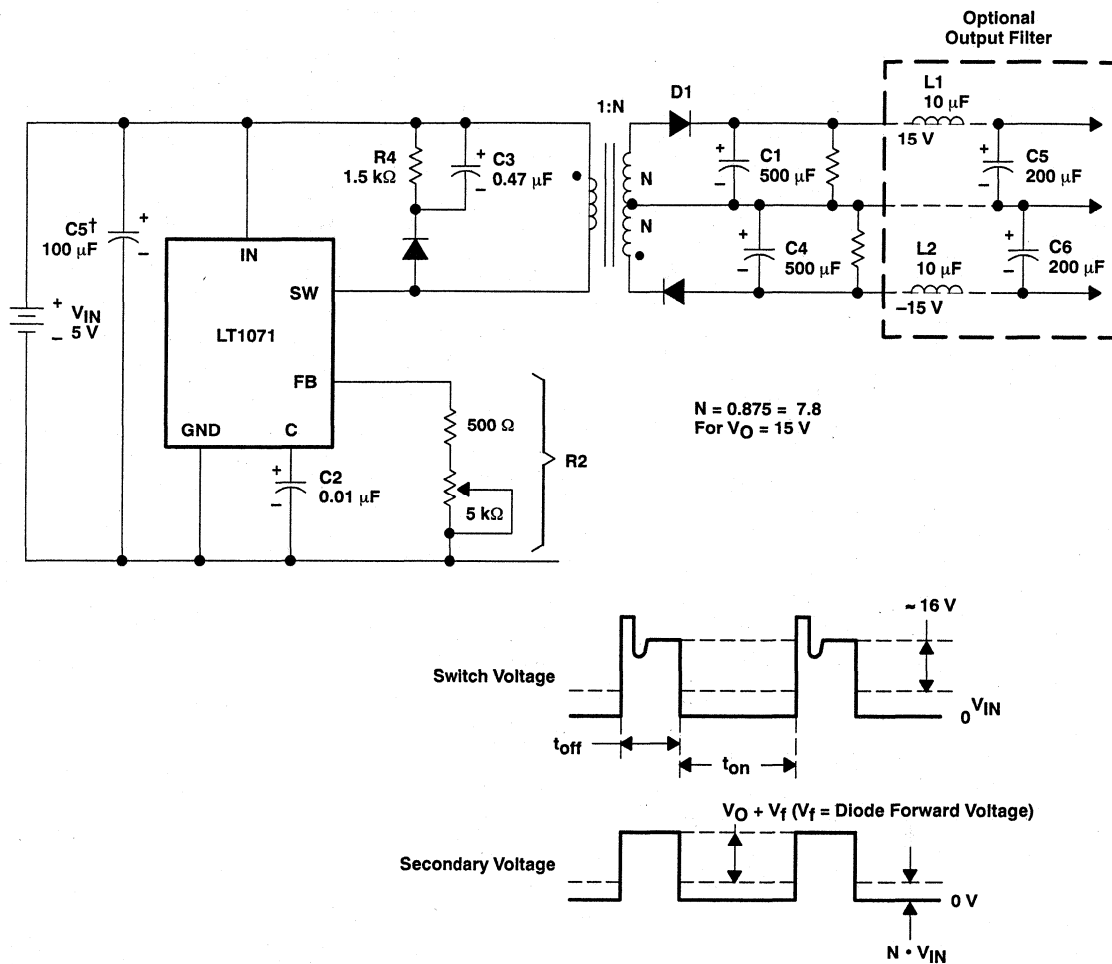 Optional
Output Filter
L1
10 μF
15 V
D1
1:N
C1
500 μF
C5
200 μF
R4
1.5 kΩ
C3
0.47 μF
+
–
+
–
+
–
N
N
C5†
100 μF
+
–
IN
C4
500 μF
+
–
L2
10 μF
–15 V
C6
200 μF
+
–
SW
VIN
5 V
+
–
LT1071
FB
500 Ω
N = 0.875 = 7.8
For VO = 15 V
GND
C
R2
C2
0.01 μF
+
–
5 kΩ
≈ 16 V
Switch Voltage
0
VIN
toff
ton
VO + Vf (Vf = Diode Forward Voltage)
Secondary Voltage
0 V
N • VIN